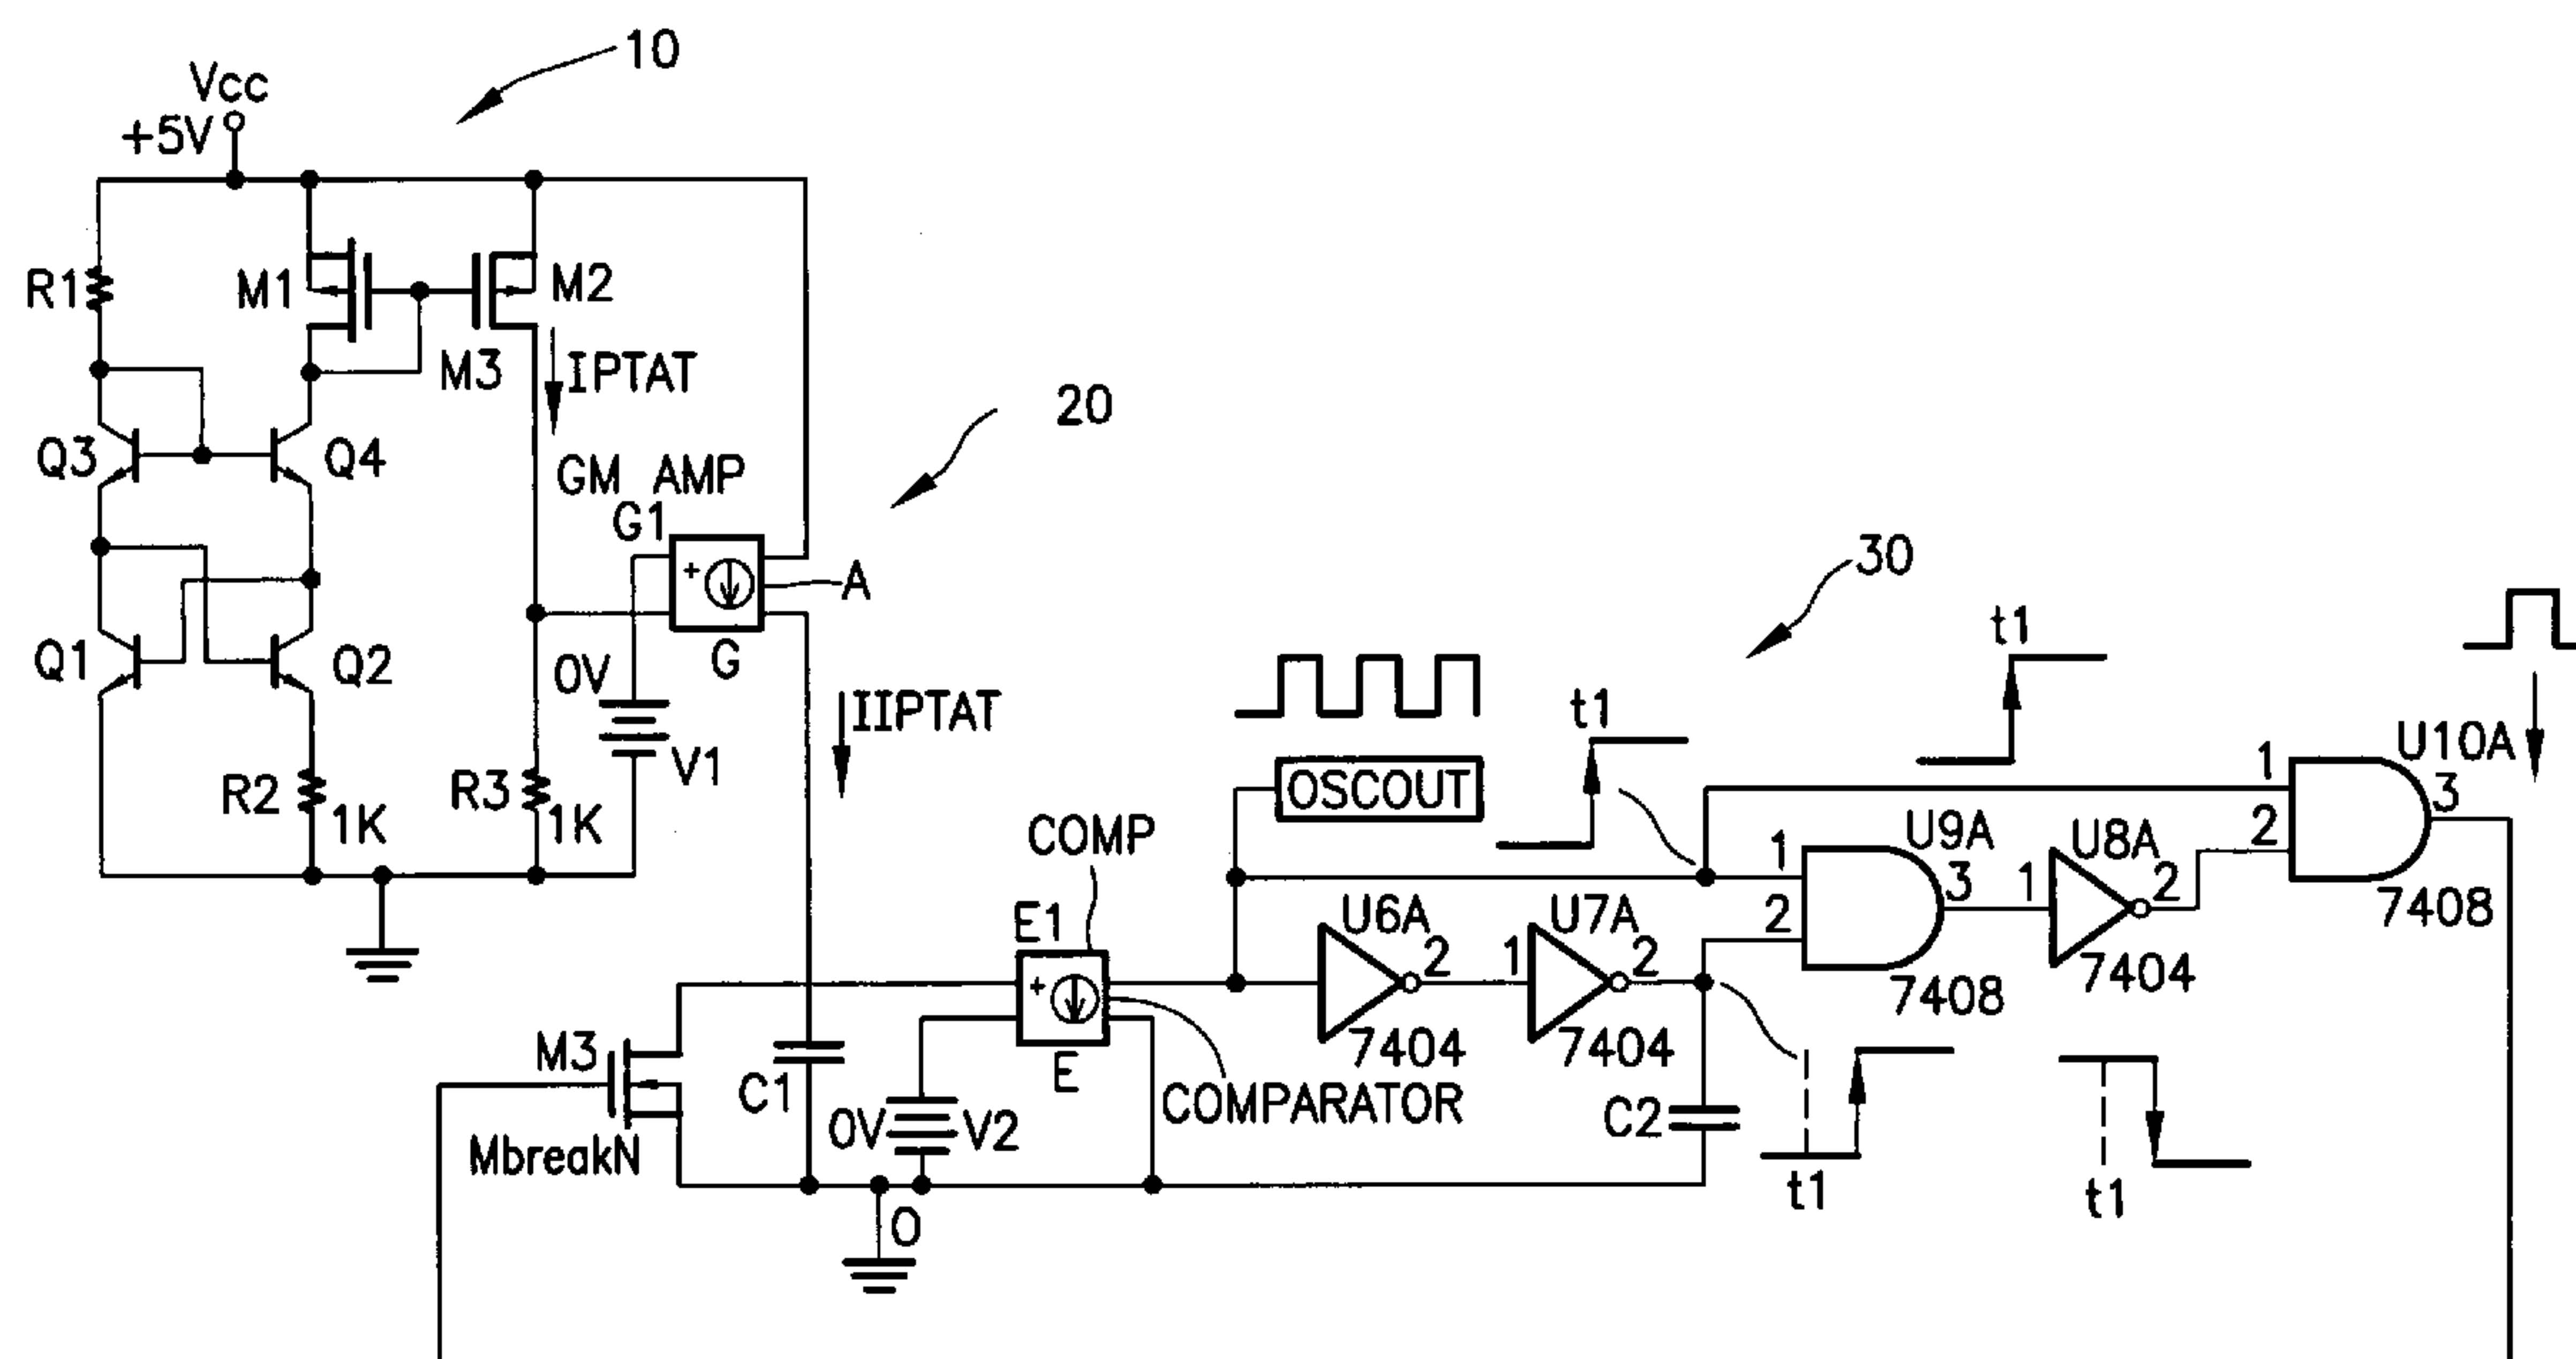 10
Vcc
+5V
R1
M1
M2
M3
IPTAT
20
Q3
Q4
GM AMP
G1
A
30
Q1
Q2
G
0V
t1
t1
IIPTAT
V1
U10A
R2
1K
R3
1K
OSCOUT
1
3
COMP
2
U9A
U8A
1
3
1
2
7408
E1
2
U6A
U7A
2
1
2
7408
7404
M3
C1
E
7404
7404
COMPARATOR
0V
V2
C2
MbreakN
t1
t1
0